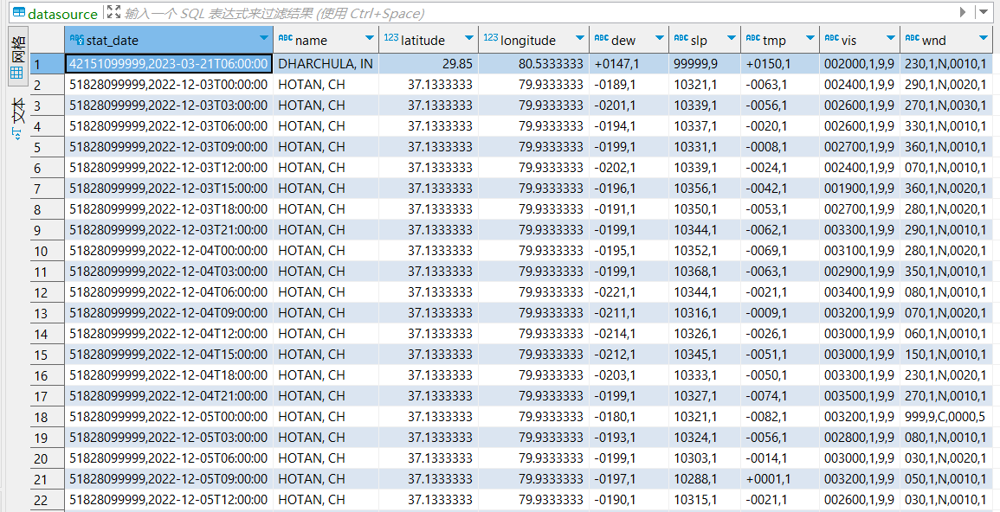 datasource 输入一个 SQL 表达式来过滤结果 (使用 Ctrl+Space)
网格
文本
ABC stat_date ABC name 123 latitude 123 longitude ABC dew ABC slp ABC tmp ABC vis ABC wnd
1 42151099999,2023-03-21T06:00:00 DHARCHULA, IN 29.85 80.5333333 +0147,1 99999,9 +0150,1 002000,1,9,9 230,1,N,0010,1
2 51828099999,2022-12-03T00:00:00 HOTAN, CH 37.1333333 79.9333333 -0189,1 10321,1 -0063,1 002400,1,9,9 290,1,N,0020,1
3 51828099999,2022-12-03T03:00:00 HOTAN, CH 37.1333333 79.9333333 -0201,1 10339,1 -0056,1 002600,1,9,9 270,1,N,0030,1
4 51828099999,2022-12-03T06:00:00 HOTAN, CH 37.1333333 79.9333333 -0194,1 10337,1 -0020,1 002600,1,9,9 330,1,N,0010,1
5 51828099999,2022-12-03T09:00:00 HOTAN, CH 37.1333333 79.9333333 -0199,1 10331,1 -0008,1 002700,1,9,9 360,1,N,0010,1
6 51828099999,2022-12-03T12:00:00 HOTAN, CH 37.1333333 79.9333333 -0202,1 10339,1 -0024,1 002400,1,9,9 070,1,N,0010,1
7 51828099999,2022-12-03T15:00:00 HOTAN, CH 37.1333333 79.9333333 -0196,1 10356,1 -0042,1 001900,1,9,9 360,1,N,0020,1
8 51828099999,2022-12-03T18:00:00 HOTAN, CH 37.1333333 79.9333333 -0191,1 10350,1 -0053,1 002700,1,9,9 280,1,N,0020,1
9 51828099999,2022-12-03T21:00:00 HOTAN, CH 37.1333333 79.9333333 -0199,1 10344,1 -0062,1 003300,1,9,9 290,1,N,0010,1
10 51828099999,2022-12-04T00:00:00 HOTAN, CH 37.1333333 79.9333333 -0195,1 10352,1 -0069,1 003100,1,9,9 280,1,N,0020,1
11 51828099999,2022-12-04T03:00:00 HOTAN, CH 37.1333333 79.9333333 -0199,1 10368,1 -0063,1 002900,1,9,9 350,1,N,0010,1
12 51828099999,2022-12-04T06:00:00 HOTAN, CH 37.1333333 79.9333333 -0221,1 10344,1 -0021,1 003400,1,9,9 080,1,N,0010,1
13 51828099999,2022-12-04T09:00:00 HOTAN, CH 37.1333333 79.9333333 -0211,1 10316,1 -0009,1 003200,1,9,9 070,1,N,0020,1
14 51828099999,2022-12-04T12:00:00 HOTAN, CH 37.1333333 79.9333333 -0214,1 10326,1 -0026,1 003000,1,9,9 060,1,N,0010,1
15 51828099999,2022-12-04T15:00:00 HOTAN, CH 37.1333333 79.9333333 -0212,1 10345,1 -0051,1 003000,1,9,9 150,1,N,0010,1
16 51828099999,2022-12-04T18:00:00 HOTAN, CH 37.1333333 79.9333333 -0203,1 10333,1 -0050,1 003300,1,9,9 230,1,N,0020,1
17 51828099999,2022-12-04T21:00:00 HOTAN, CH 37.1333333 79.9333333 -0199,1 10327,1 -0074,1 003500,1,9,9 270,1,N,0010,1
18 51828099999,2022-12-05T00:00:00 HOTAN, CH 37.1333333 79.9333333 -0180,1 10321,1 -0082,1 003200,1,9,9 999,9,C,0000,5
19 51828099999,2022-12-05T03:00:00 HOTAN, CH 37.1333333 79.9333333 -0193,1 10324,1 -0056,1 002800,1,9,9 080,1,N,0010,1
20 51828099999,2022-12-05T06:00:00 HOTAN, CH 37.1333333 79.9333333 -0199,1 10303,1 -0014,1 003000,1,9,9 030,1,N,0020,1
21 51828099999,2022-12-05T09:00:00 HOTAN, CH 37.1333333 79.9333333 -0197,1 10288,1 +0001,1 003200,1,9,9 050,1,N,0010,1
22 51828099999,2022-12-05T12:00:00 HOTAN, CH 37.1333333 79.9333333 -0190,1 10315,1 -0021,1 002600,1,9,9 030,1,N,0010,1